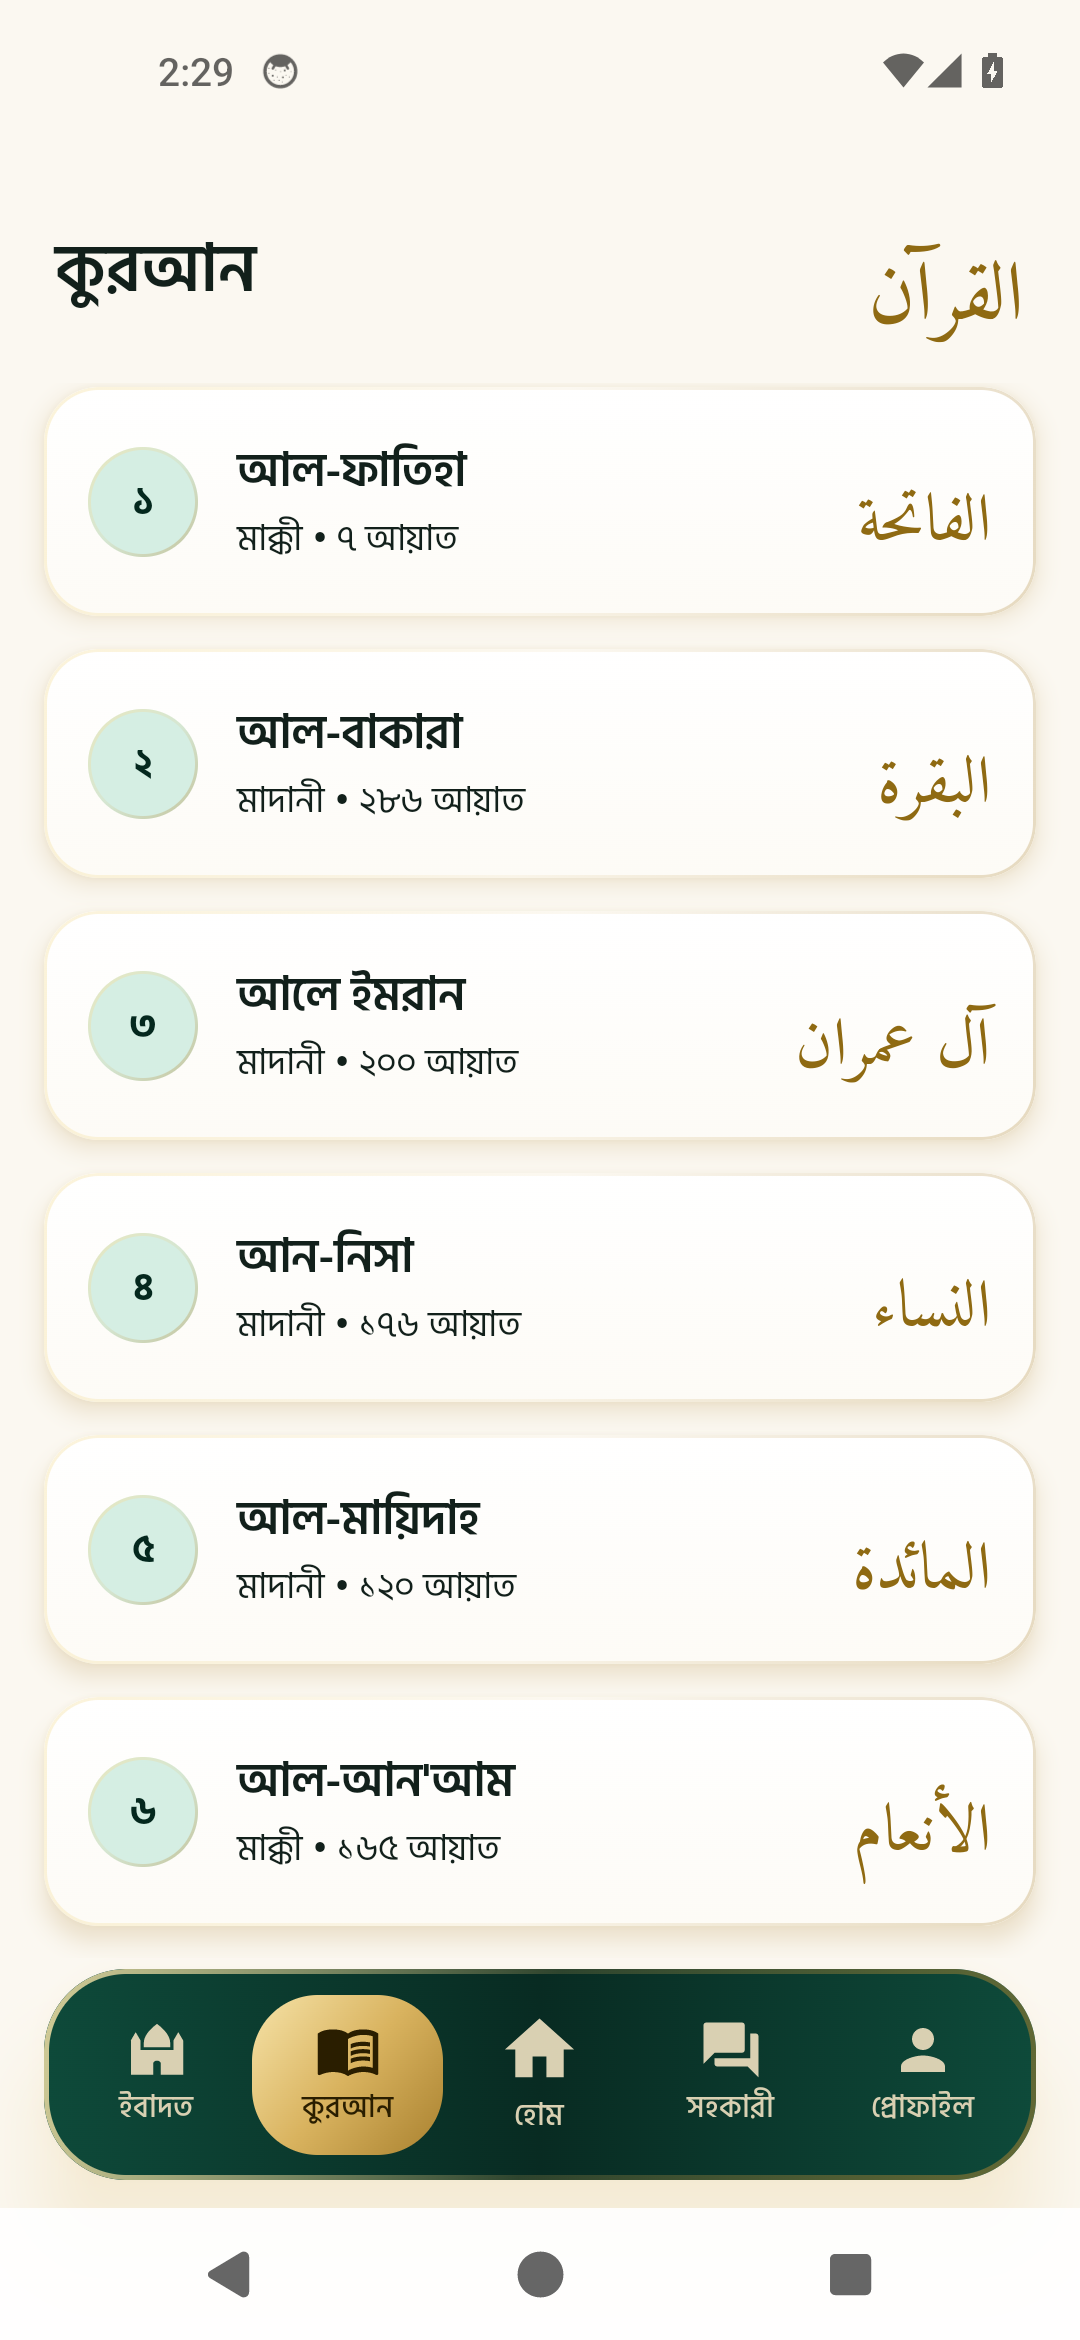 2:29
কুরআন
القرآن
১
আল-ফাতিহা
মাক্কী • ৭ আয়াত
الفاتحة
২
আল-বাকারা
মাদানী • ২৮৬ আয়াত
البقرة
৩
আলে ইমরান
মাদানী • ২০০ আয়াত
آل عمران
৪
আন-নিসা
মাদানী • ১৭৬ আয়াত
النساء
৫
আল-মায়িদাহ
মাদানী • ১২০ আয়াত
المائدة
৬
আল-আন'আম
মাক্কী • ১৬৫ আয়াত
الأنعام
ইবাদত
কুরআন
হোম
সহকারী
প্রোফাইল